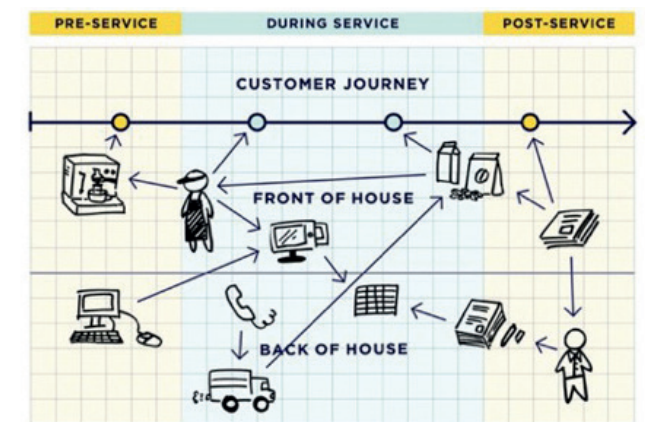 PRE-SERVICE
DURING SERVICE
POST-SERVICE
CUSTOMER JOURNEY
FRONT OF HOUSE
BACK OF HOUSE